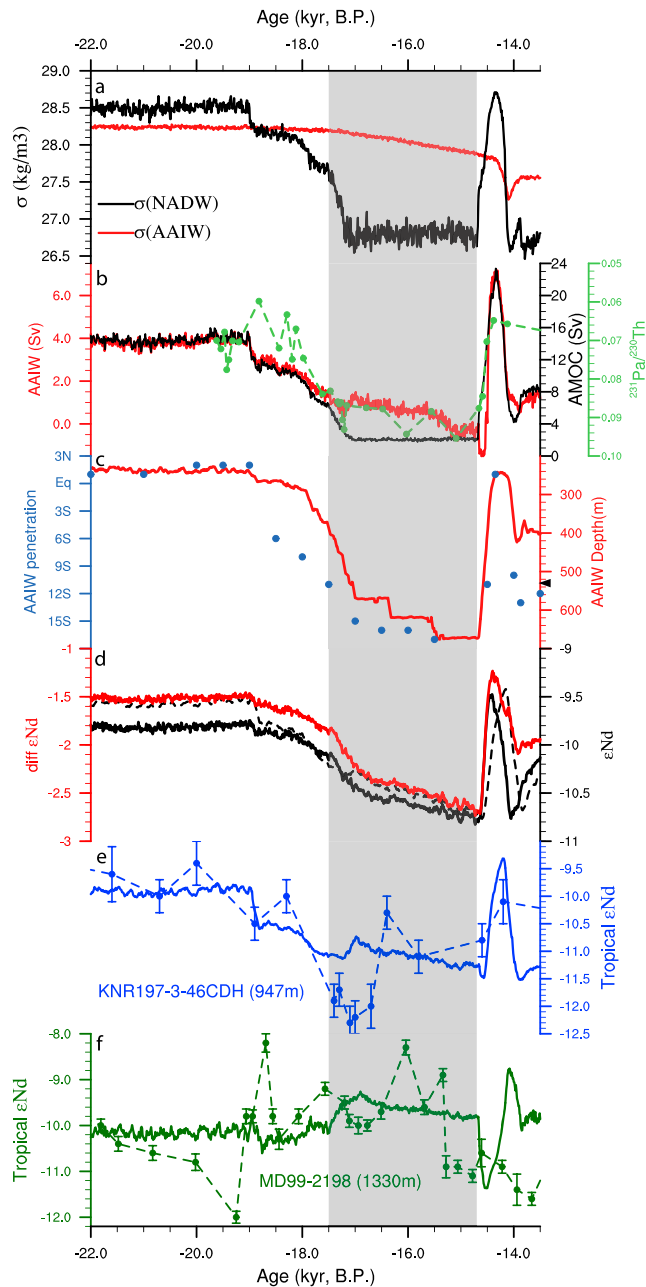 Age (kyr, B.P.)
-22.0 -20.0 -18.0 -16.0 -14.0
a
29.0
28.5
28.0
27.5
27.0
26.5
σ (kg/m3)
σ(NADW)
σ(AAIW)
b
6.0
4.0
2.0
0.0
AAIW (Sv)
24
20
16
12
8
4
0
AMOC (Sv)
0.05
0.06
0.07
0.08
0.09
0.10
231Pa/230Th
c
3N
Eq
3S
6S
9S
12S
15S
AAIW penetration
300
400
500
600
AAIW Depth(m)
d
-1
-1.5
-2
-2.5
-3
diff εNd
-9
-9.5
-10
-10.5
-11
εNd
e
-9.5
-10.0
-10.5
-11.0
-11.5
-12.0
-12.5
Tropical εNd
KNR197-3-46CDH (947m)
f
-8.0
-9.0
-10.0
-11.0
-12.0
Tropical εNd
MD99-2198 (1330m)
-22.0 -20.0 -18.0 -16.0 -14.0
Age (kyr, B.P.)